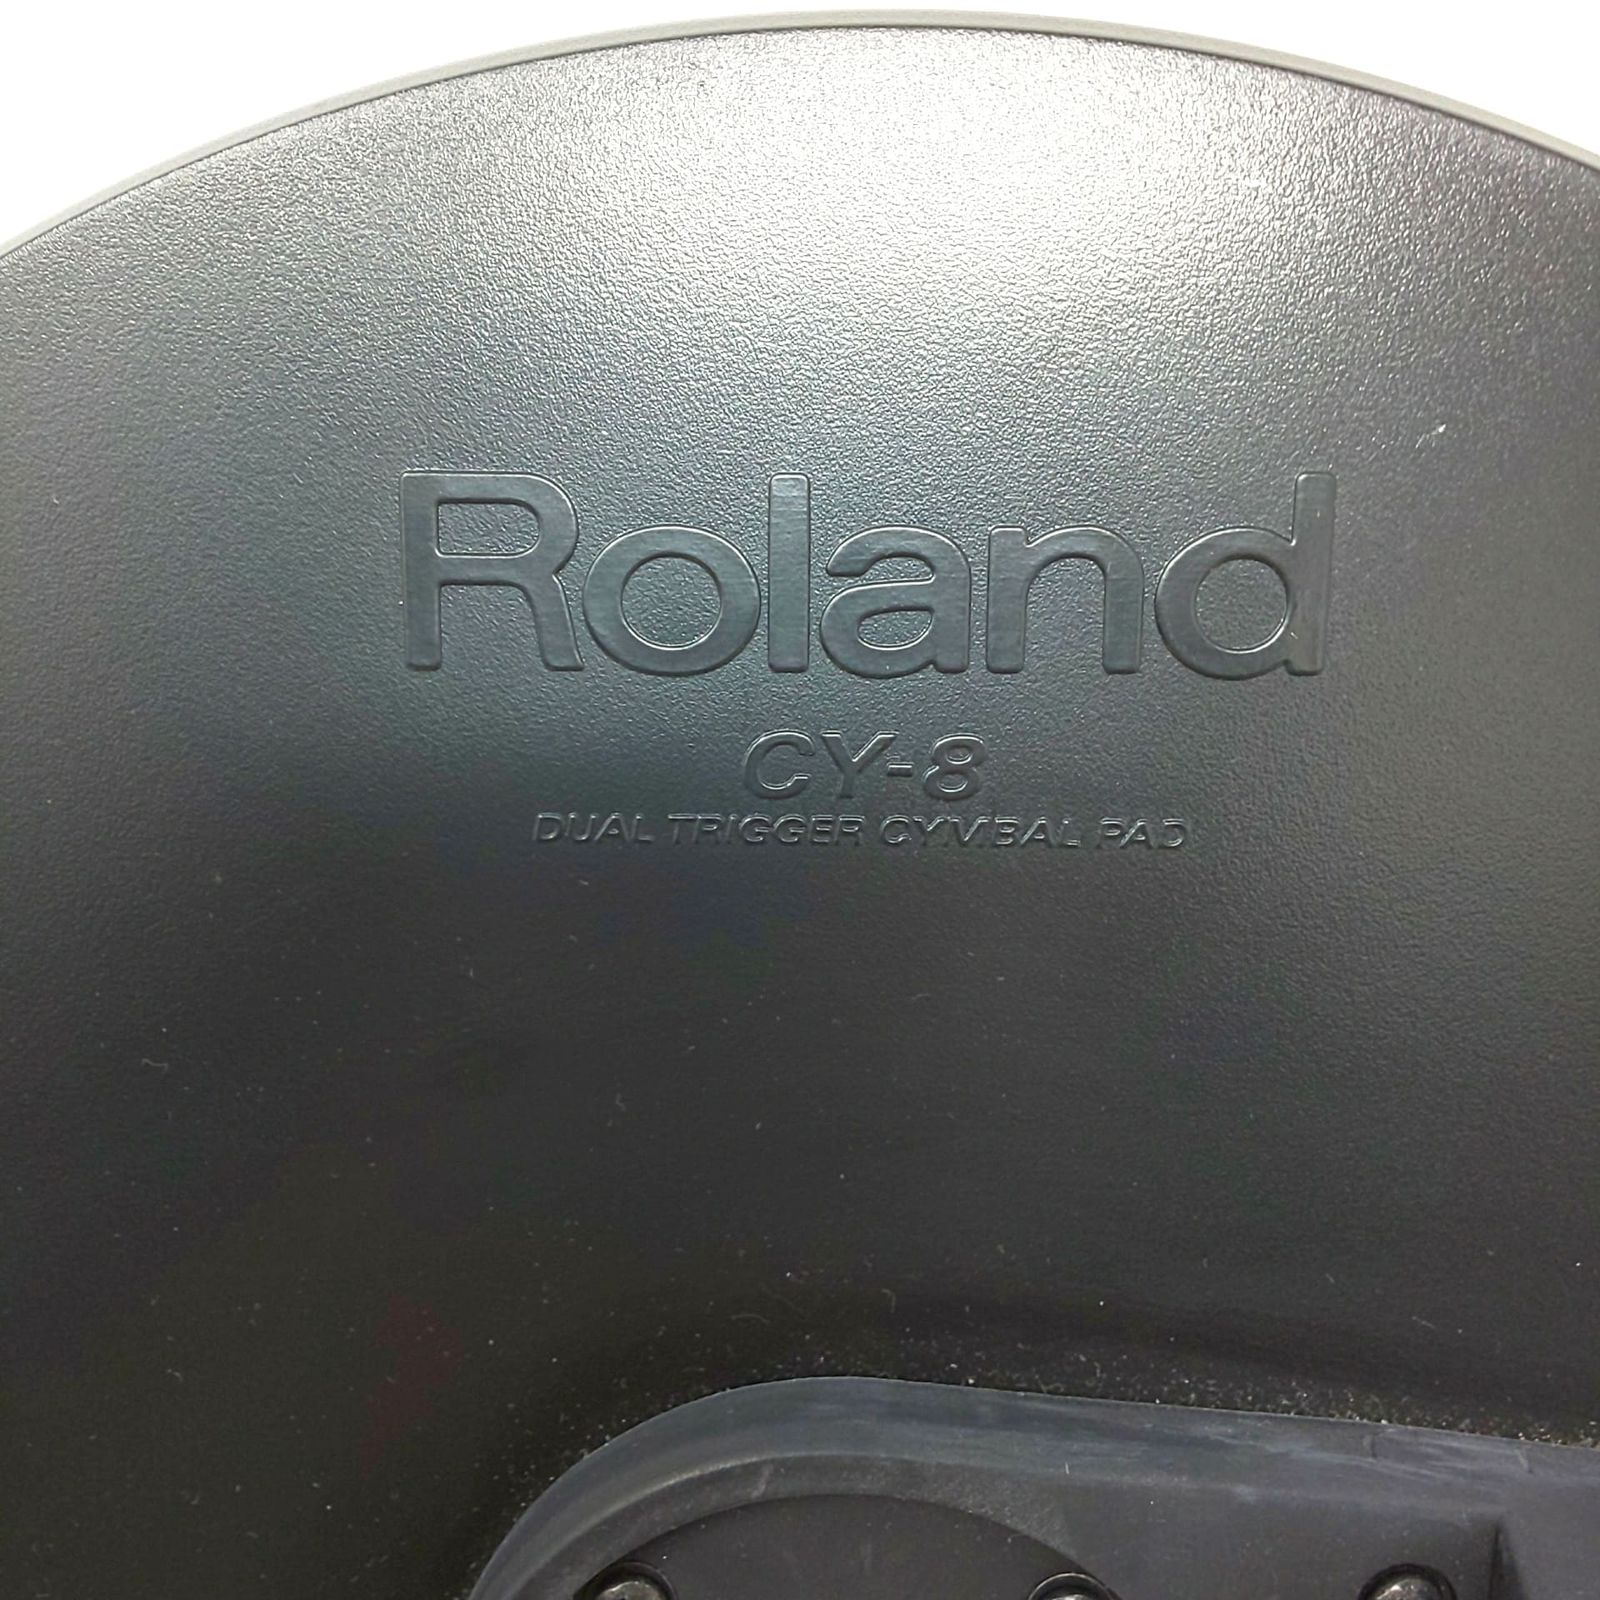 Roland
CY-8
DUAL TRIGGER CYMBAL PAD